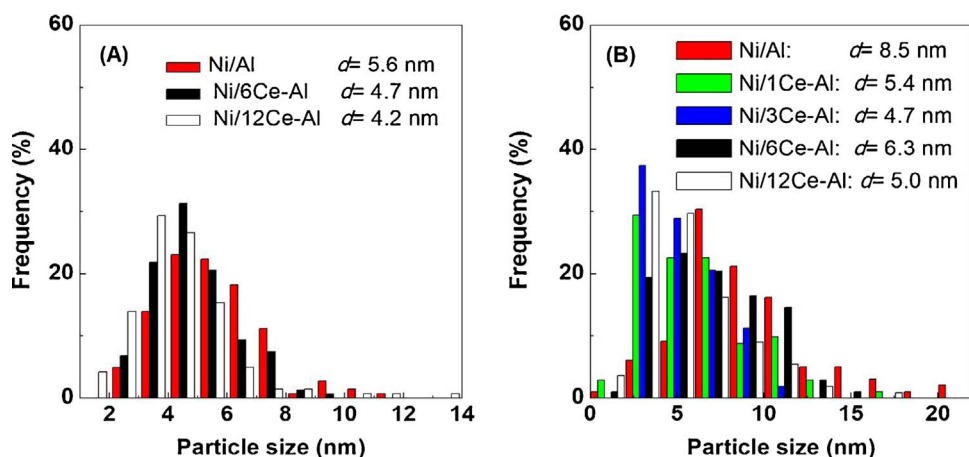 60
40
20
0
Frequency (%)
(A)
Ni/Al d= 5.6 nm
Ni/6Ce-Al d= 4.7 nm
Ni/12Ce-Al d= 4.2 nm
2 4 6 8 10 12 14
Particle size (nm)
60
40
20
0
Frequency (%)
(B)
Ni/Al: d= 8.5 nm
Ni/1Ce-Al: d= 5.4 nm
Ni/3Ce-Al: d= 4.7 nm
Ni/6Ce-Al: d= 6.3 nm
Ni/12Ce-Al: d= 5.0 nm
0 5 10 15 20
Particle size (nm)